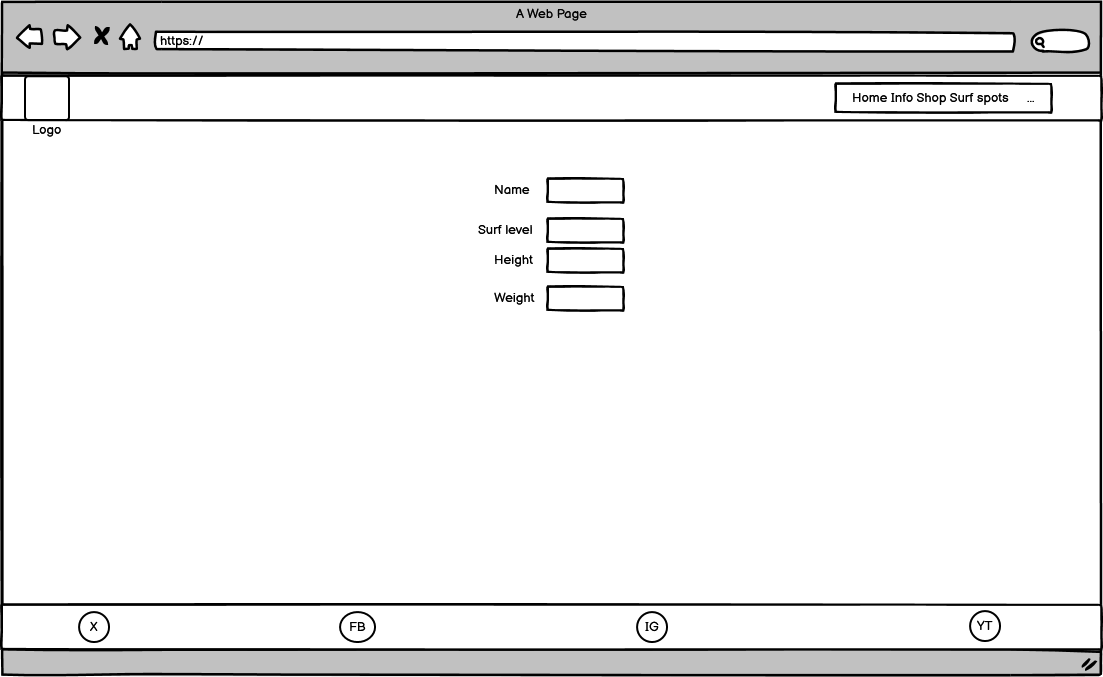 A Web Page
https://
Home Info Shop Surf spots ...
Logo
Name
Surf level
Height
Weight
X FB IG YT